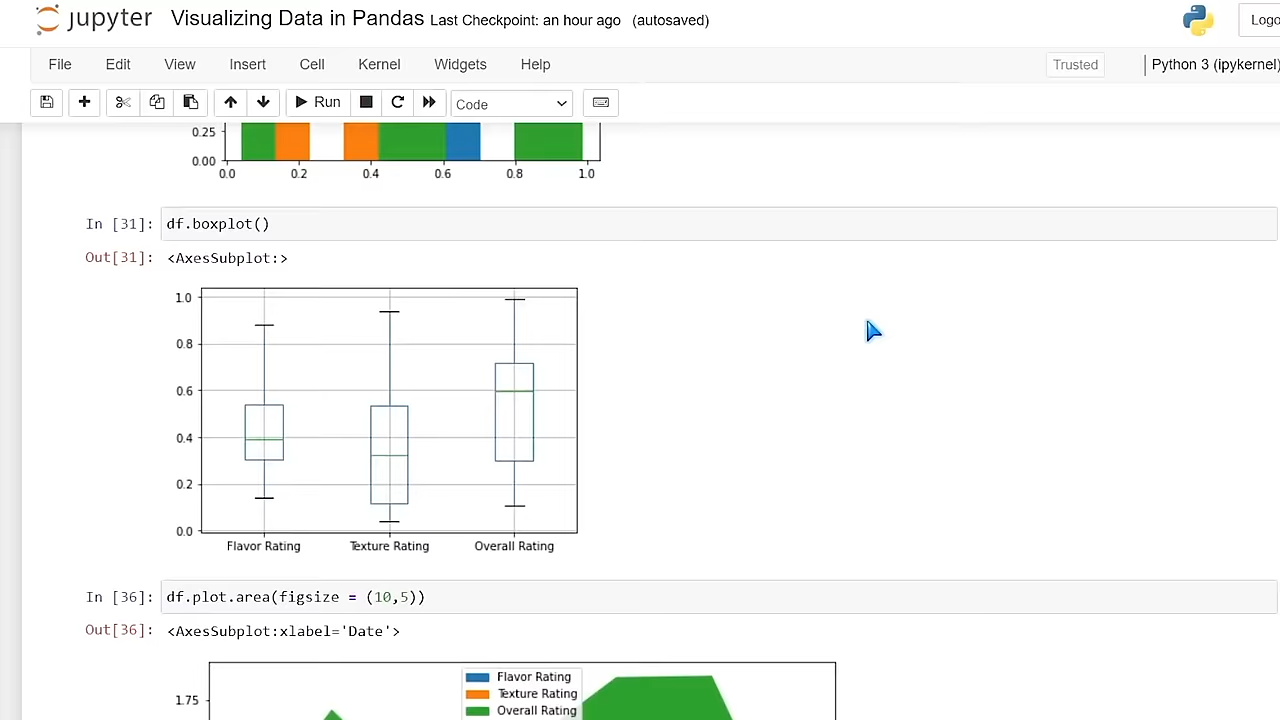 jupyter Visualizing Data in Pandas Last Checkpoint: an hour ago (autosaved)
Logo
File Edit View Insert Cell Kernel Widgets Help
Trusted Python 3 (ipykernel)
Run Code
0.25
0.00
0.0 0.2 0.4 0.6 0.8 1.0
In [31]: df.boxplot()
Out[31]: <AxesSubplot:>
1.0
0.8
0.6
0.4
0.2
0.0
Flavor Rating Texture Rating Overall Rating
In [36]: df.plot.area(figsize = (10,5))
Out[36]: <AxesSubplot:xlabel='Date'>
Flavor Rating
Texture Rating
1.75
Overall Rating